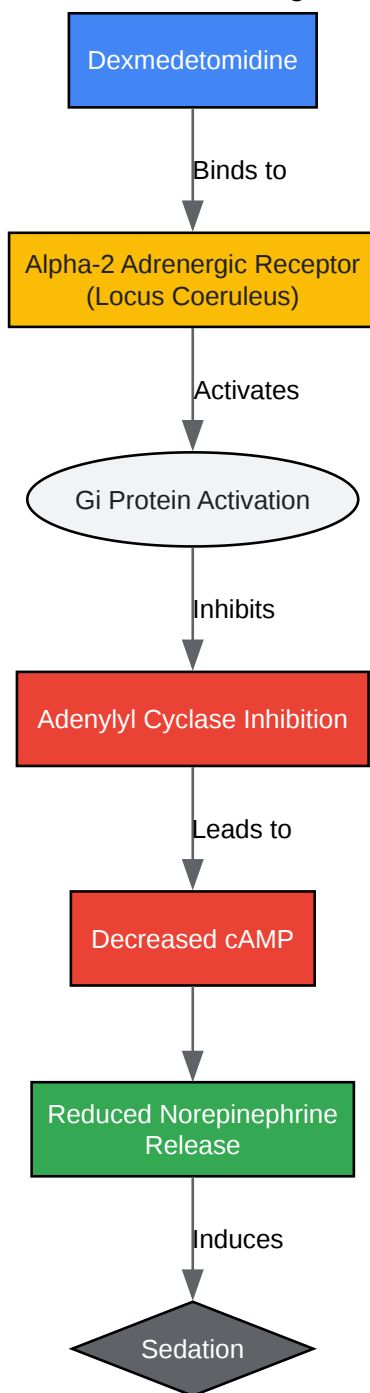 Dexmedetomidine
Binds to
Alpha-2 Adrenergic Receptor
(Locus Coeruleus)
Activates
Gi Protein Activation
Inhibits
Adenylyl Cyclase Inhibition
Leads to
Decreased cAMP
Reduced Norepinephrine
Release
Induces
Sedation